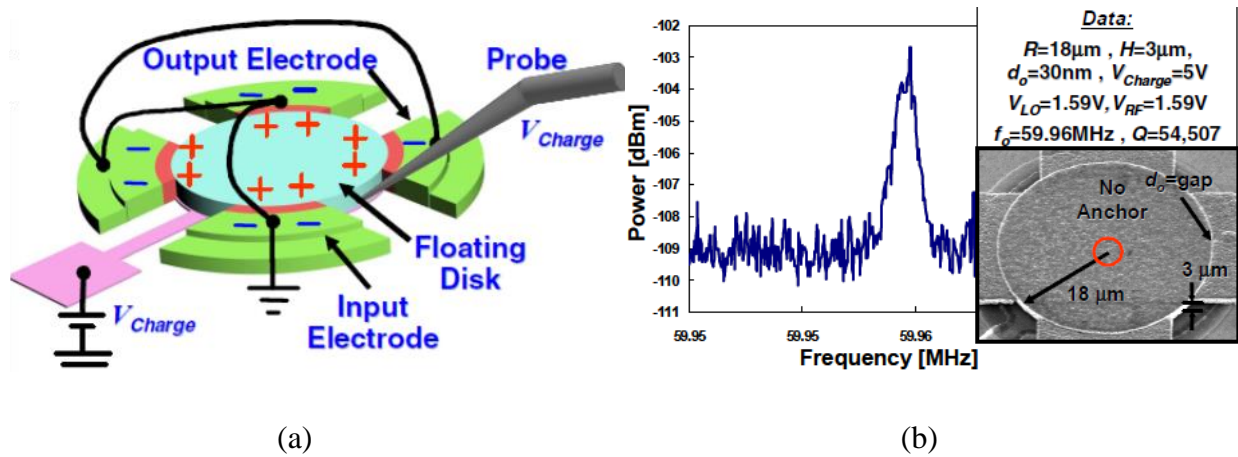 Output Electrode
Probe
V_Charge
Floating
Disk
Input
Electrode
V_Charge
(a)
Power [dBm]
-102
-103
-104
-105
-106
-107
-108
-109
-110
-111
59.95
59.95
59.96
Frequency [MHz]
Data:
R=18μm , H=3μm,
d_o=30nm , V_Charge=5V
V_LO=1.59V, V_RF=1.59V
f_o=59.96MHz , Q=54,507
No
Anchor
d_o=gap
3 μm
18 μm
(b)